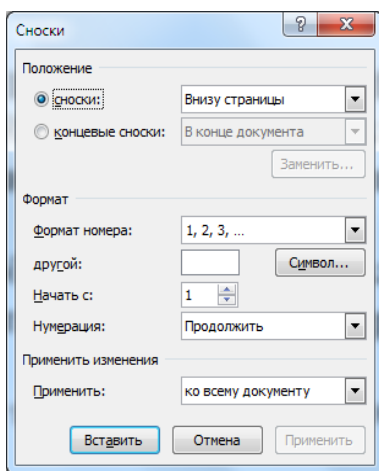 Сноски
Положение
сноски: Внизу страницы
концевые сноски: В конце документа
Заменить...
Формат
Формат номера: 1, 2, 3, ...
другой: Символ...
Начать с: 1
Нумерация: Продолжить
Применить изменения
Применить: ко всему документу
Вставить Отмена Применить